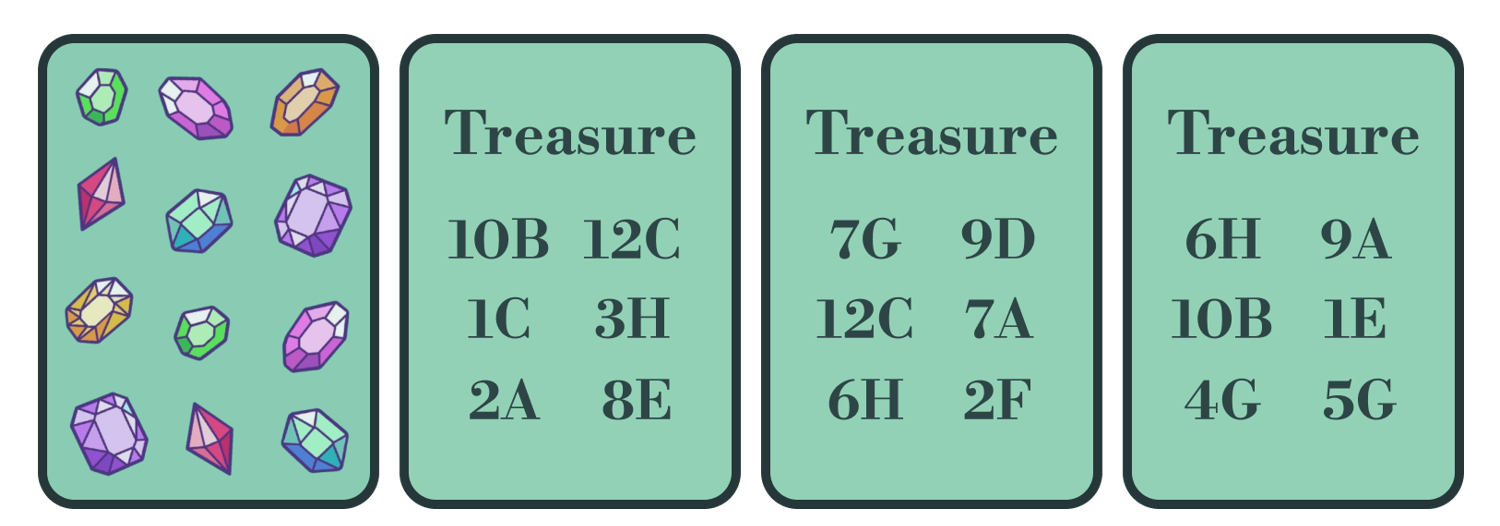 Treasure
10B 12C
1C 3H
2A 8E
Treasure
7G 9D
12C 7A
6H 2F
Treasure
6H 9A
10B 1E
4G 5G